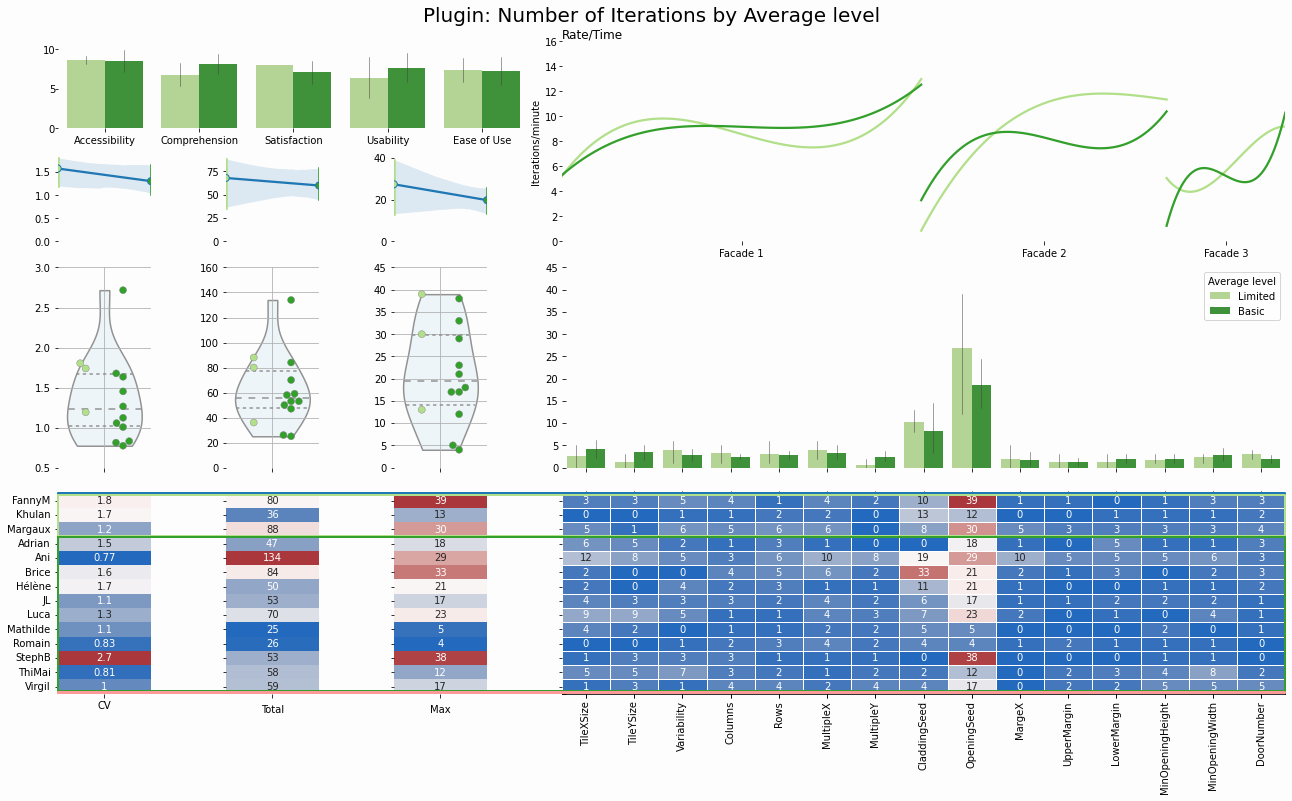 Plugin: Number of Iterations by Average level
10
5
0
Accessibility Comprehension Satisfaction Usability Ease of Use
Rate/Time
Iterations/minute
16
14
12
10
8
6
4
2
0
Facade 1 Facade 2 Facade 3
1.5
1.0
0.5
0.0
75
50
25
0
40
20
0
3.0
2.5
2.0
1.5
1.0
0.5
160
140
120
100
80
60
40
20
0
45
40
35
30
25
20
15
10
5
0
45
40
35
30
25
20
15
10
5
0
Average level
Limited
Basic
FannyM 1.8 80 39 3 3 5 4 1 4 2 10 39 1 1 0 1 3 3
Khulan 1.7 36 13 0 0 1 1 2 2 0 13 12 0 0 1 1 1 2
Margaux 1.2 88 30 5 1 6 5 6 6 0 8 30 5 3 3 3 3 4
Adrian 1.5 47 18 6 5 2 1 3 1 0 0 18 1 0 5 1 1 3
Ani 0.77 134 29 12 8 5 3 6 10 8 19 29 10 5 5 5 6 3
Brice 1.6 84 33 2 0 0 4 5 6 2 33 21 2 1 3 0 2 3
Hélène 1.7 50 21 2 0 4 2 3 1 1 11 21 1 0 0 1 1 2
JL 1.1 53 17 4 3 3 3 2 4 2 6 17 1 1 2 2 2 1
Luca 1.3 70 23 9 9 5 1 1 4 3 7 23 2 0 1 0 4 1
Mathilde 1.1 25 5 4 2 0 1 1 2 2 5 5 0 0 0 2 0 1
Romain 0.83 26 4 0 0 1 2 3 4 2 4 4 1 2 1 1 1 0
StephB 2.7 53 38 1 3 3 3 1 1 1 0 38 0 0 0 1 1 0
ThiMai 0.81 58 12 5 5 7 3 2 1 2 2 12 0 2 3 4 8 2
Virgil 1 59 17 1 3 1 4 4 2 4 4 17 0 2 2 5 5 5
CV Total Max TileXSize TileYSize Variability Columns Rows MultipleX MultipleY CladdingSeed OpeningSeed MargeX UpperMargin LowerMargin MinOpeningHeight MinOpeningWidth DoorNumber